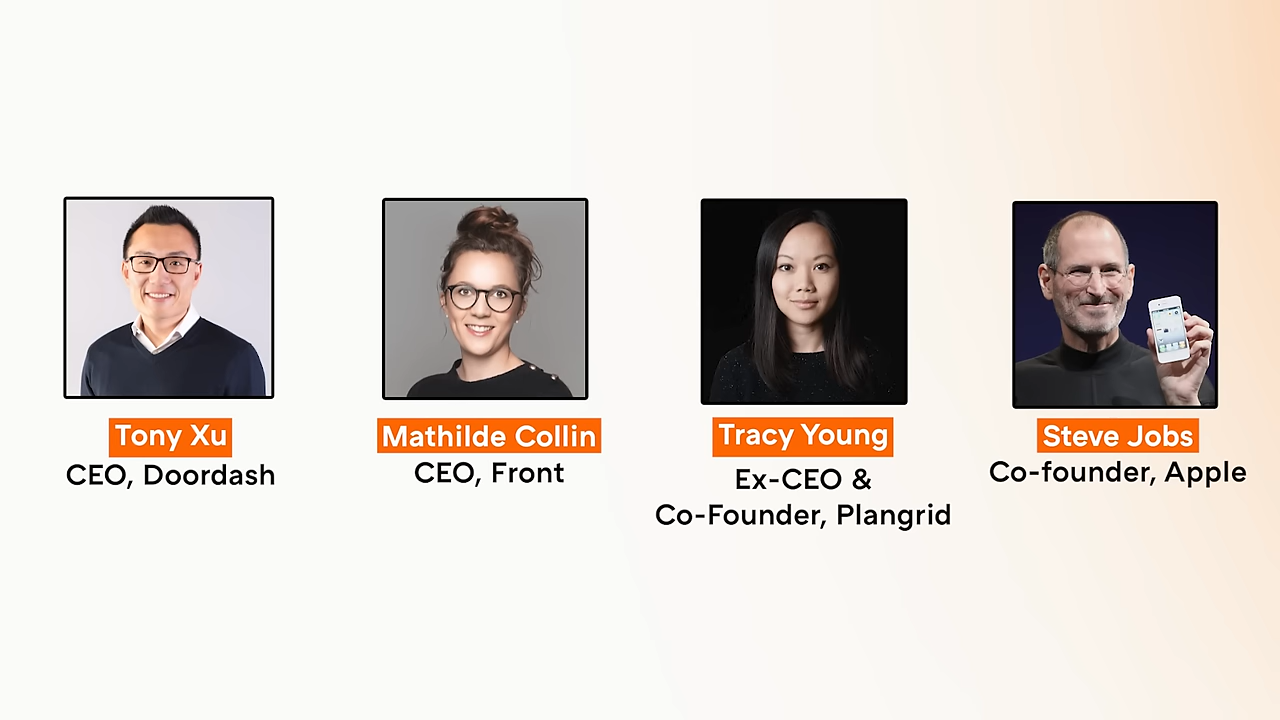 Tony Xu
CEO, Doordash
Mathilde Collin
CEO, Front
Tracy Young
Ex-CEO &
Co-Founder, Plangrid
Steve Jobs
Co-founder, Apple